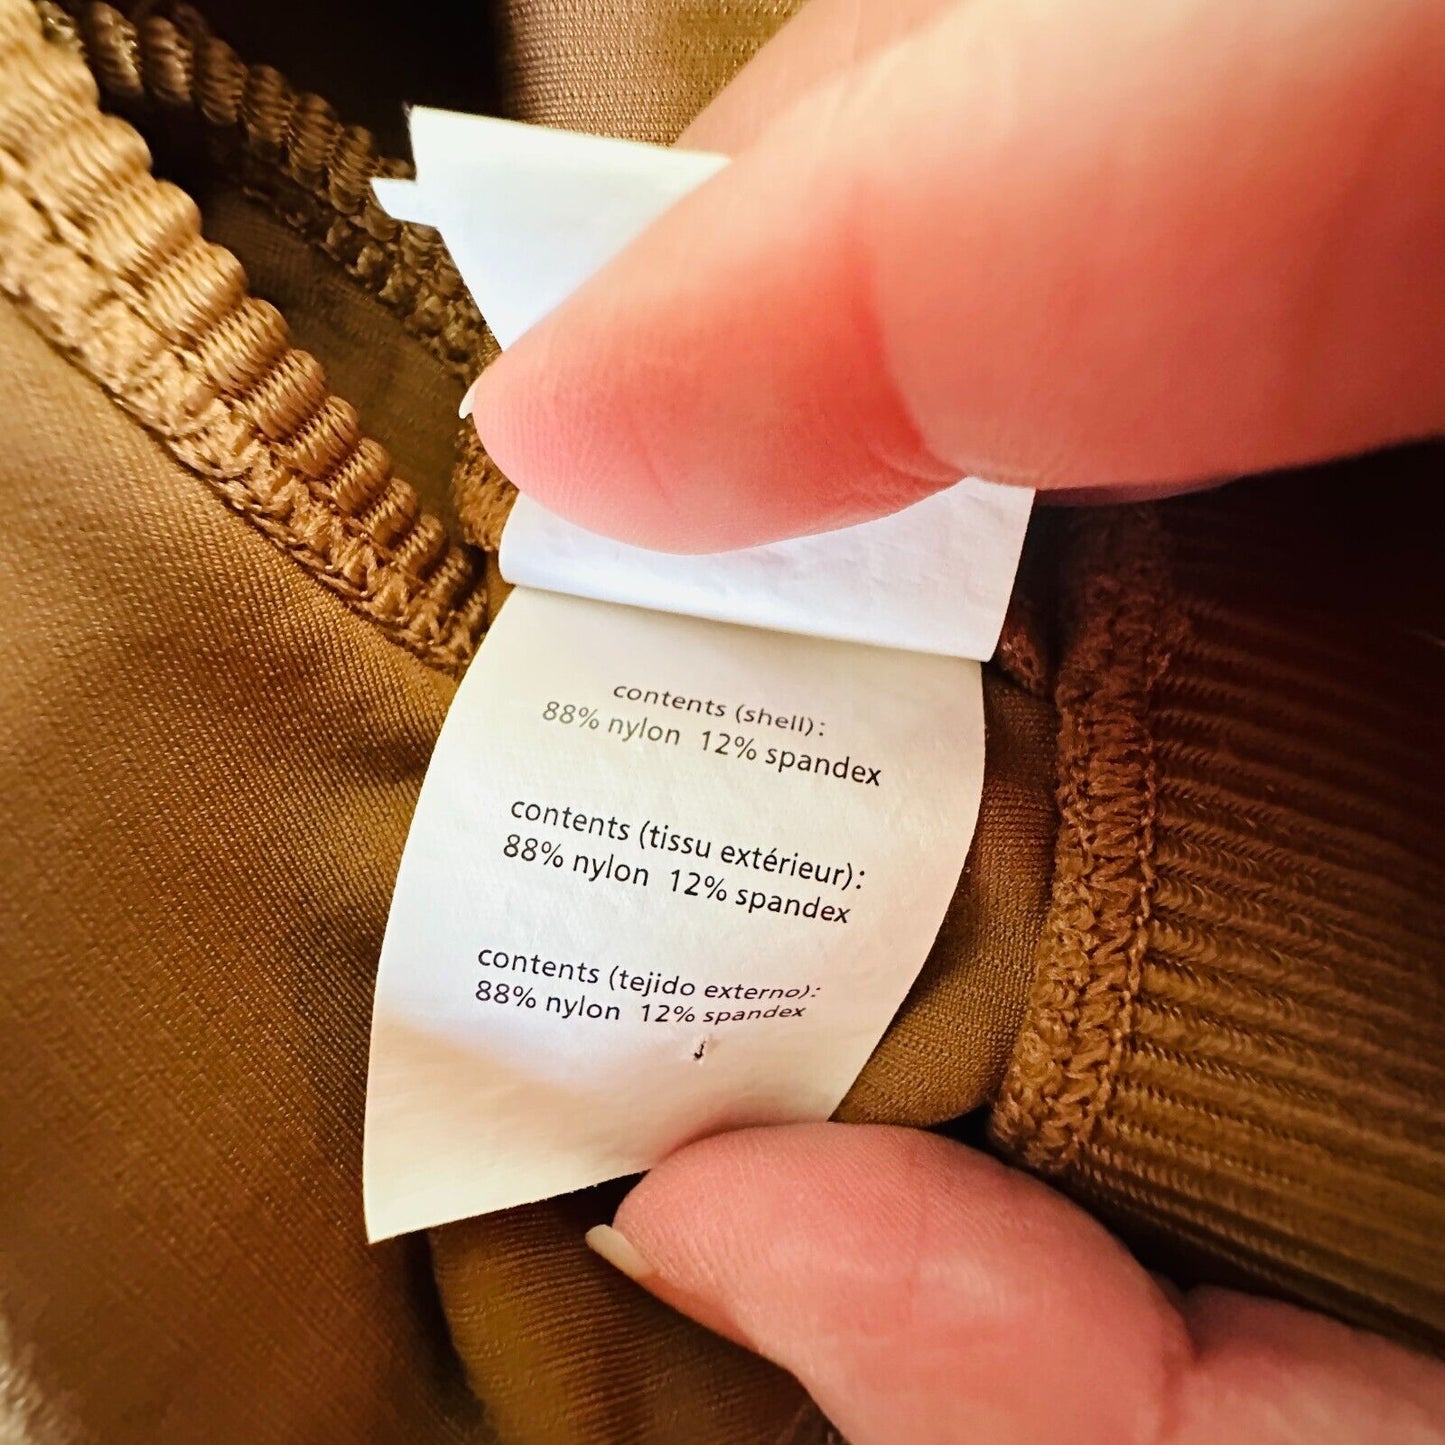 contents (shell):
88% nylon 12% spandex
contents (tissu extérieur):
88% nylon 12% spandex
contents (tejido externo):
88% nylon 12% spandex